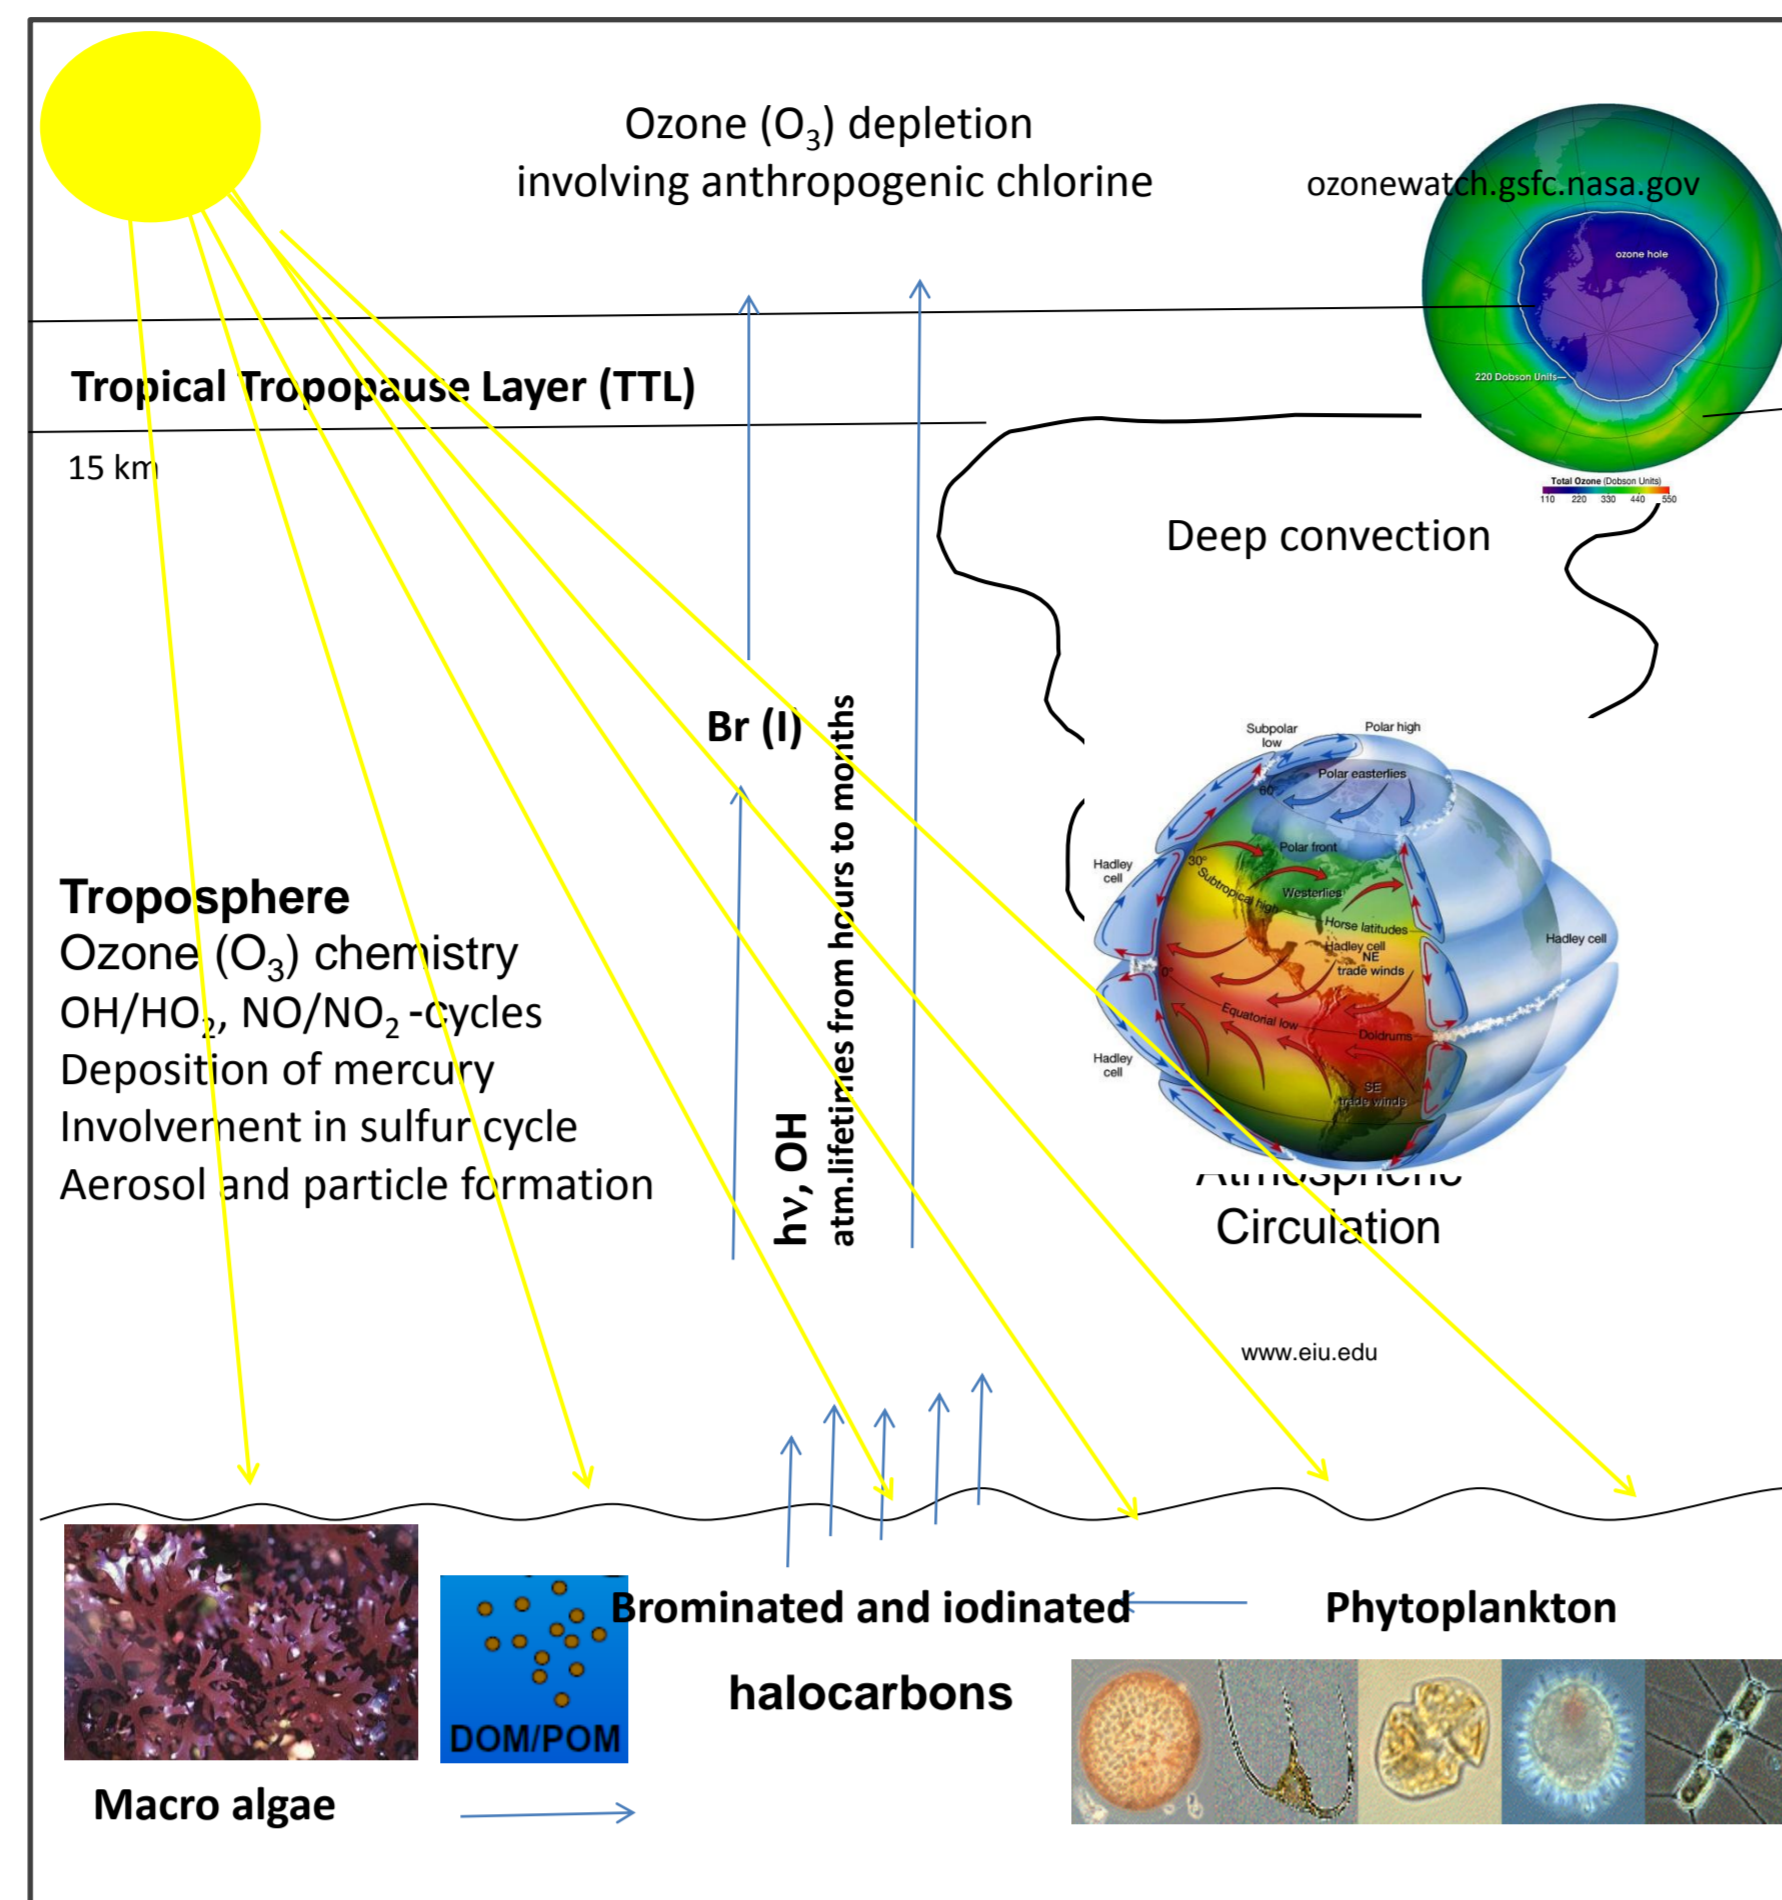 Ozone (O₃) depletion
involving anthropogenic chlorine
ozonewatch.gsfc.nasa.gov
ozone hole
220 Dobson Units
Total Ozone (Dobson Units)
110 220 330 440 550
Tropical Tropopause Layer (TTL)
15 km
Deep convection
Br (I)
hν, OH
atm.lifetimes from hours to months
Troposphere
Ozone (O₃) chemistry
OH/HO₂, NO/NO₂ -cycles
Deposition of mercury
Involvement in sulfur cycle
Aerosol and particle formation
Subpolar
low
Polar high
Polar easterlies
60°
Polar front
30°
Hadley
cell
Subtropical high
Westerlies
Horse latitudes
Hadley cell
Hadley cell
NE
trade winds
0°
Equatorial low
Doldrums
Hadley
cell
SE
trade winds
Atmospheric
Circulation
www.eiu.edu
Brominated and iodinated
halocarbons
Phytoplankton
DOM/POM
Macro algae